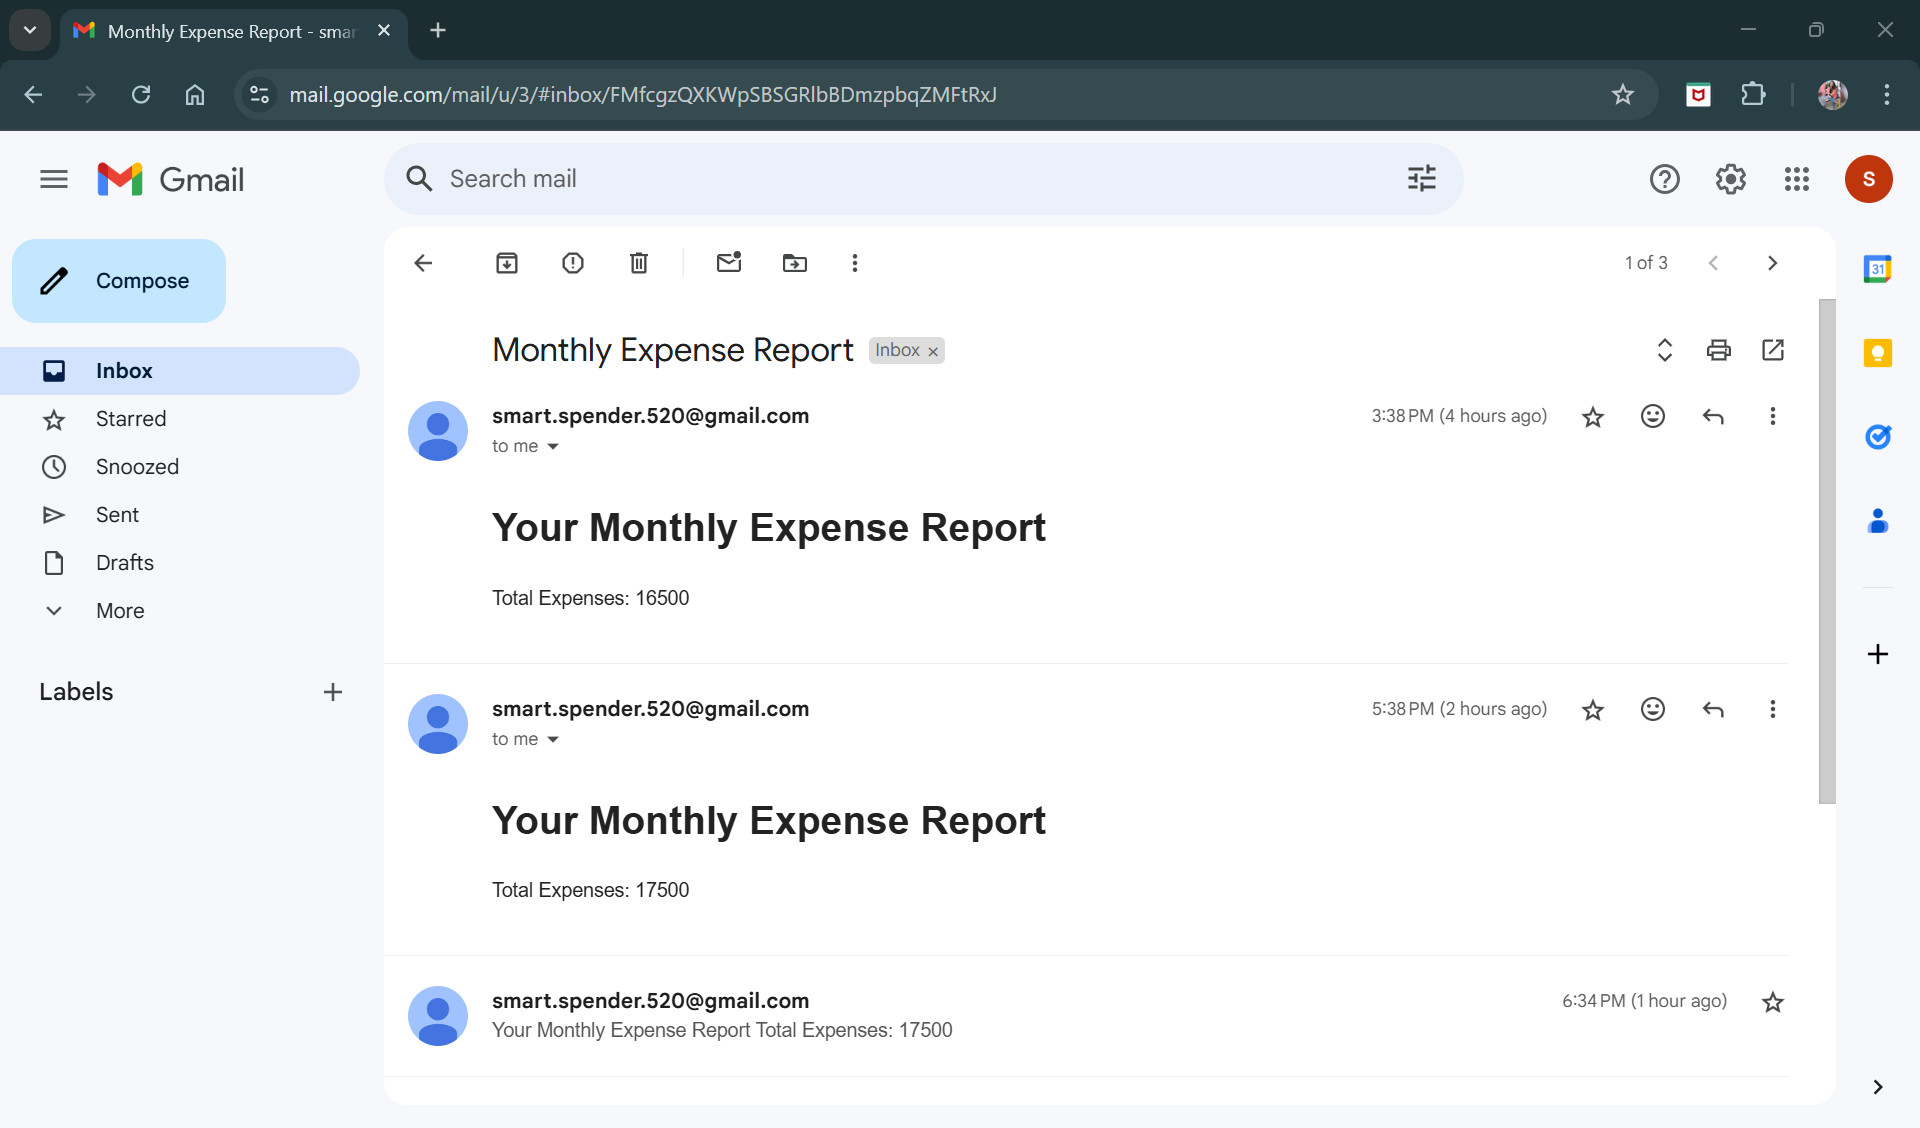 Monthly Expense Report - smar
mail.google.com/mail/u/3/#inbox/FMfcgzQXKWpSBSGRlbBDmzpbqZMFtRxJ
Gmail
Search mail
S
Compose
1 of 3
31
Inbox
Starred
Snoozed
Sent
Drafts
More
Labels
Monthly Expense Report Inbox ×
smart.spender.520@gmail.com 3:38 PM (4 hours ago)
to me
Your Monthly Expense Report
Total Expenses: 16500
smart.spender.520@gmail.com 5:38 PM (2 hours ago)
to me
Your Monthly Expense Report
Total Expenses: 17500
smart.spender.520@gmail.com 6:34 PM (1 hour ago)
Your Monthly Expense Report Total Expenses: 17500